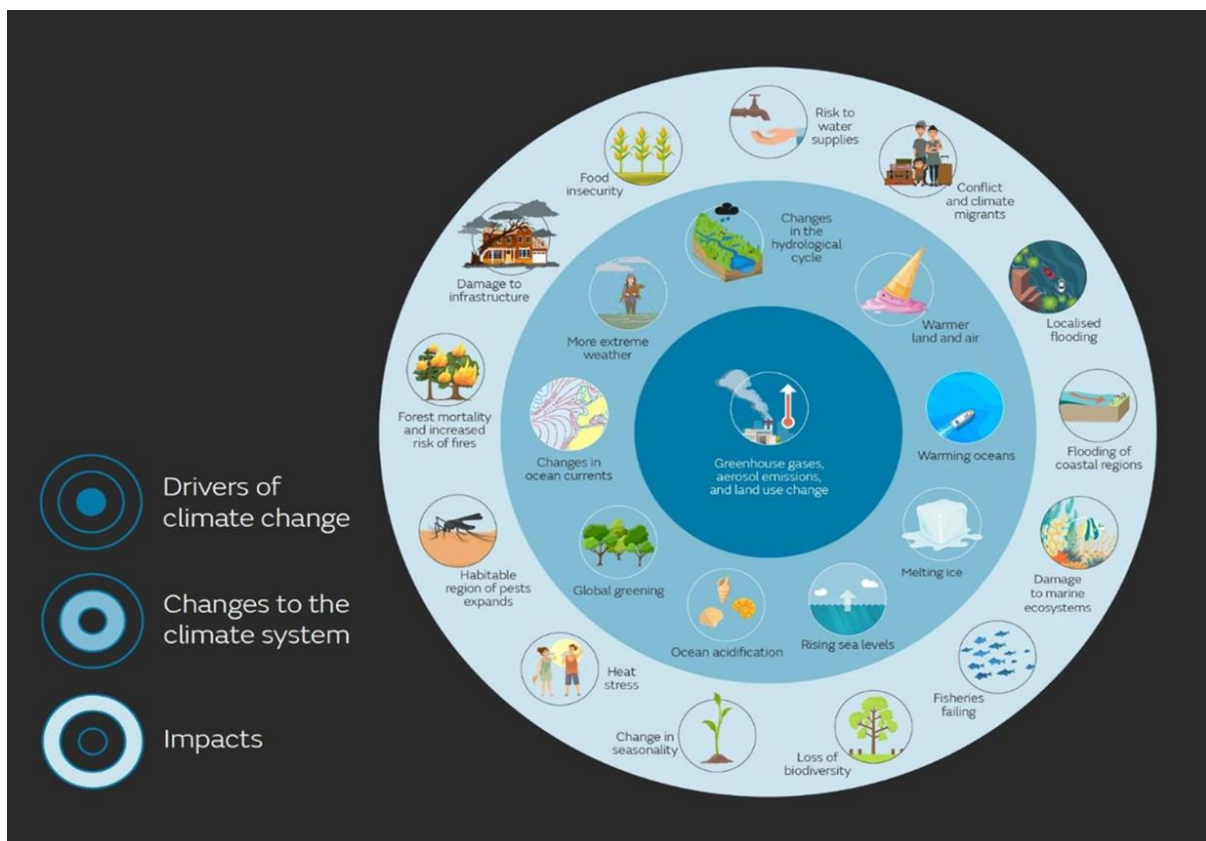 Risk to
water
supplies
Conflict
and climate
migrants
Localised
flooding
Flooding of
coastal regions
Damage
to marine
ecosystems
Fisheries
failing
Loss of
biodiversity
Change in
seasonality
Heat
stress
Habitable
region of pests
expands
Forest mortality
and increased
risk of fires
Damage to
infrastructure
Food
insecurity
Changes
in the
hydrological
cycle
Warmer
land and air
Warming oceans
Melting ice
Rising sea levels
Ocean acidification
Global greening
Changes in
ocean currents
More extreme
weather
Greenhouse gases,
aerosol emissions,
and land use change
Drivers of
climate change
Changes to the
climate system
Impacts